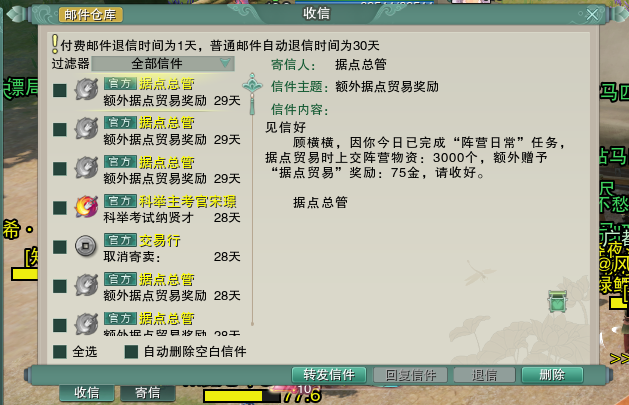 邮件仓库
收信
付费邮件退信时间为1天，普通邮件自动退信时间为30天
过滤器 全部信件
官方 据点总管
额外据点贸易奖励 29天
官方 据点总管
额外据点贸易奖励 29天
官方 据点总管
额外据点贸易奖励 29天
官方 科举主考官宋璟
科举考试纳贤才 28天
官方 交易行
取消寄卖： 28天
官方 据点总管
额外据点贸易奖励 28天
官方 据点总管
额外据点贸易奖励 28天
全选 自动删除空白信件
寄信人： 据点总管
信件主题：额外据点贸易奖励
信件内容：
见信好
顾横横，因你今日已完成“阵营日常”任务，
据点贸易时上交阵营物资：3000个，额外赠予
“据点贸易”奖励：75金，请收好。
据点总管
转发信件 回复信件 退信 删除
收信 寄信
77.6